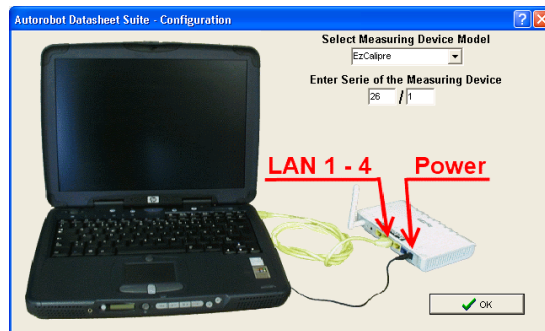 Autorobot Datasheet Suite - Configuration
Select Measuring Device Model
EzCalipre
Enter Serie of the Measuring Device
26 / 1
LAN 1 - 4
Power
hp
OK